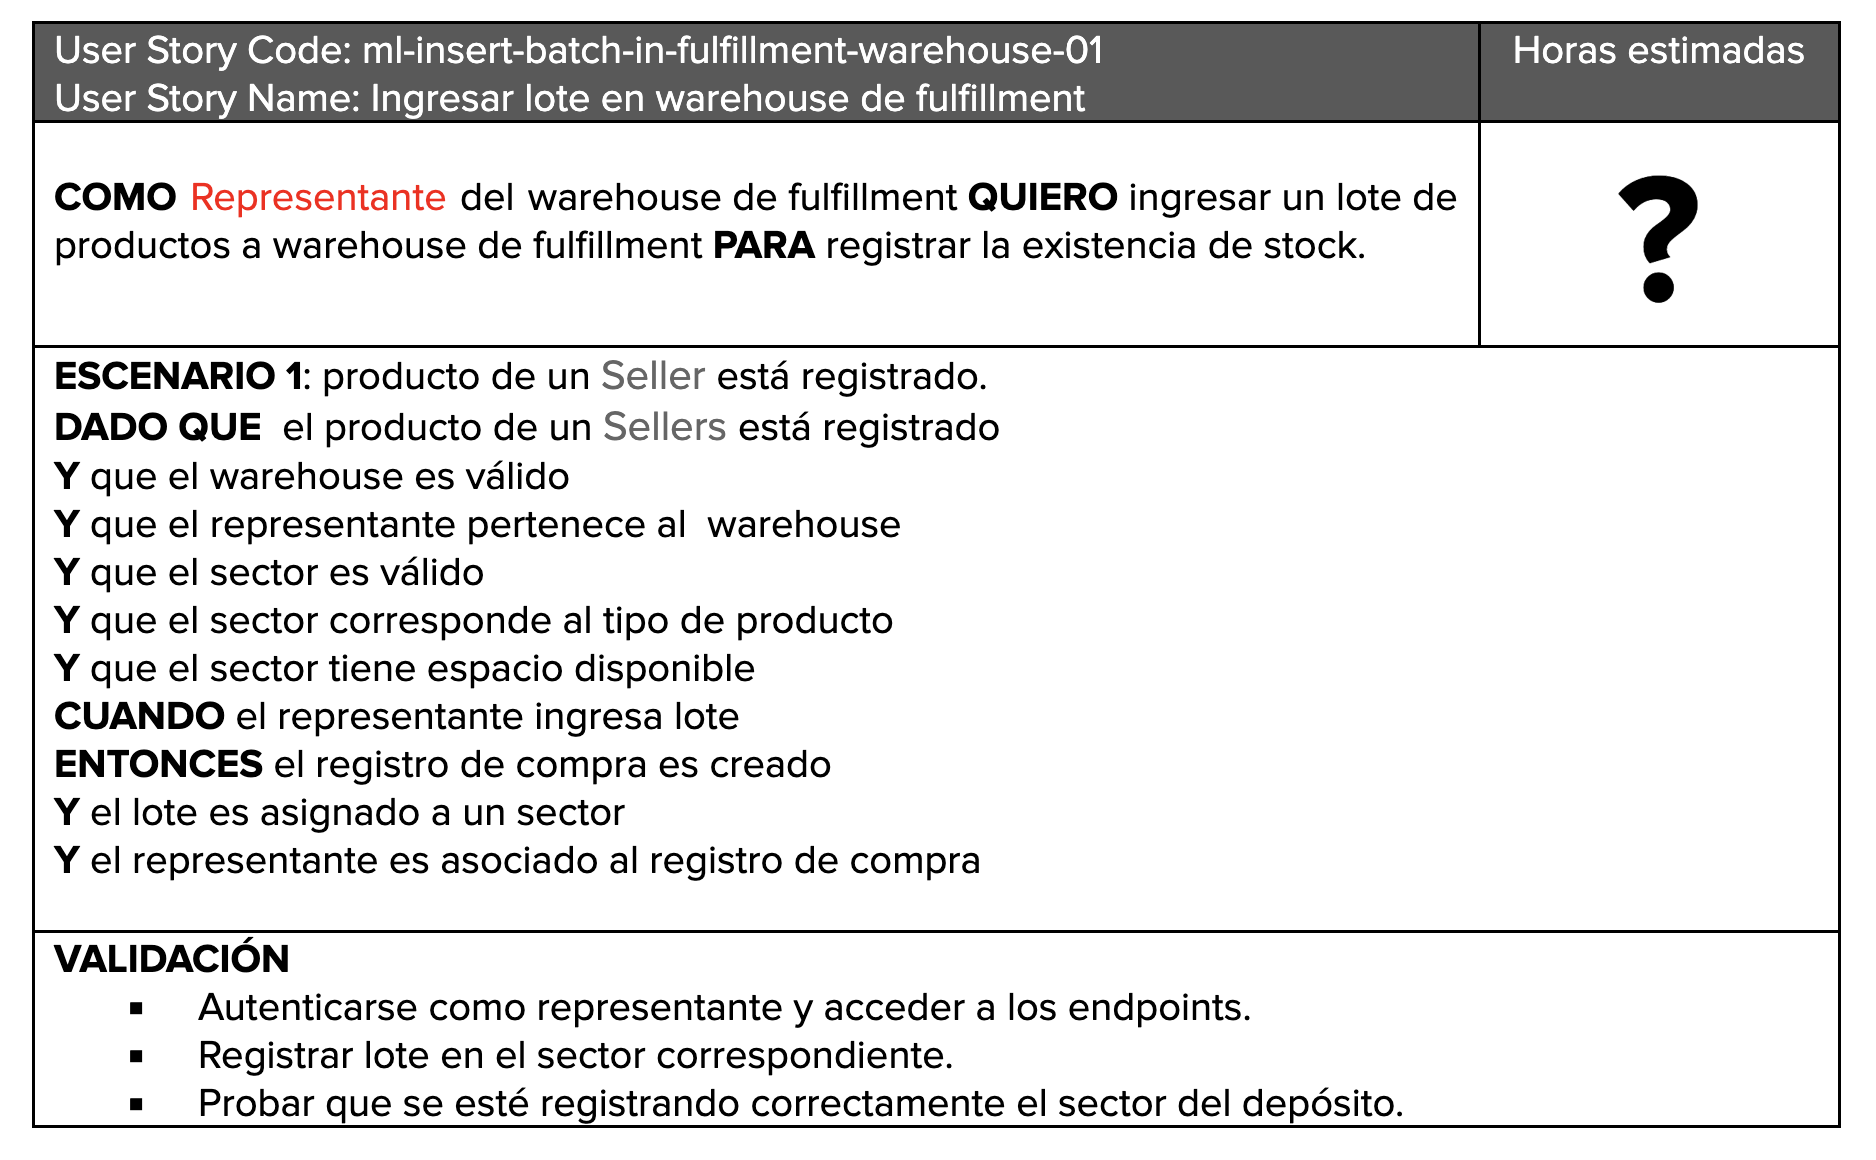 User Story Code: ml-insert-batch-in-fulfillment-warehouse-01
User Story Name: Ingresar lote en warehouse de fulfillment
Horas estimadas
COMO Representante del warehouse de fulfillment QUIERO ingresar un lote de
productos a warehouse de fulfillment PARA registrar la existencia de stock.
?
ESCENARIO 1: producto de un Seller está registrado.
DADO QUE el producto de un Sellers está registrado
Y que el warehouse es válido
Y que el representante pertenece al warehouse
Y que el sector es válido
Y que el sector corresponde al tipo de producto
Y que el sector tiene espacio disponible
CUANDO el representante ingresa lote
ENTONCES el registro de compra es creado
Y el lote es asignado a un sector
Y el representante es asociado al registro de compra
VALIDACIÓN
▪ Autenticarse como representante y acceder a los endpoints.
▪ Registrar lote en el sector correspondiente.
▪ Probar que se esté registrando correctamente el sector del depósito.